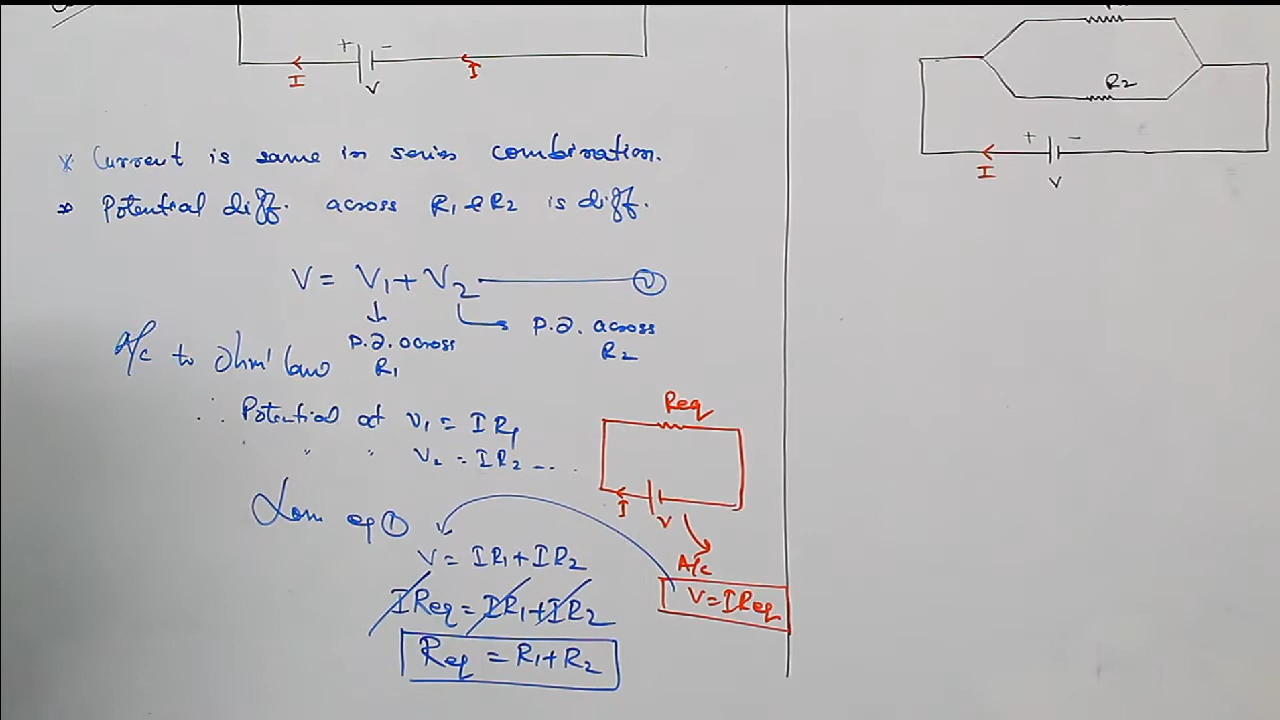 + -
I
V
I
* Current is same in series combination.
* Potential diff. across R1 & R2 is diff.
V = V1 + V2 ①
P.d. across R1
P.d. across R2
A/c to Ohm' law
∴ Potential at V1 = IR1
" " V2 = IR2 ...
eq ①
V = IR1 + IR2
IReq = IR1 + IR2
Req = R1 + R2
Req
I
V
A/c
V = IReq
R2
+ -
I
V